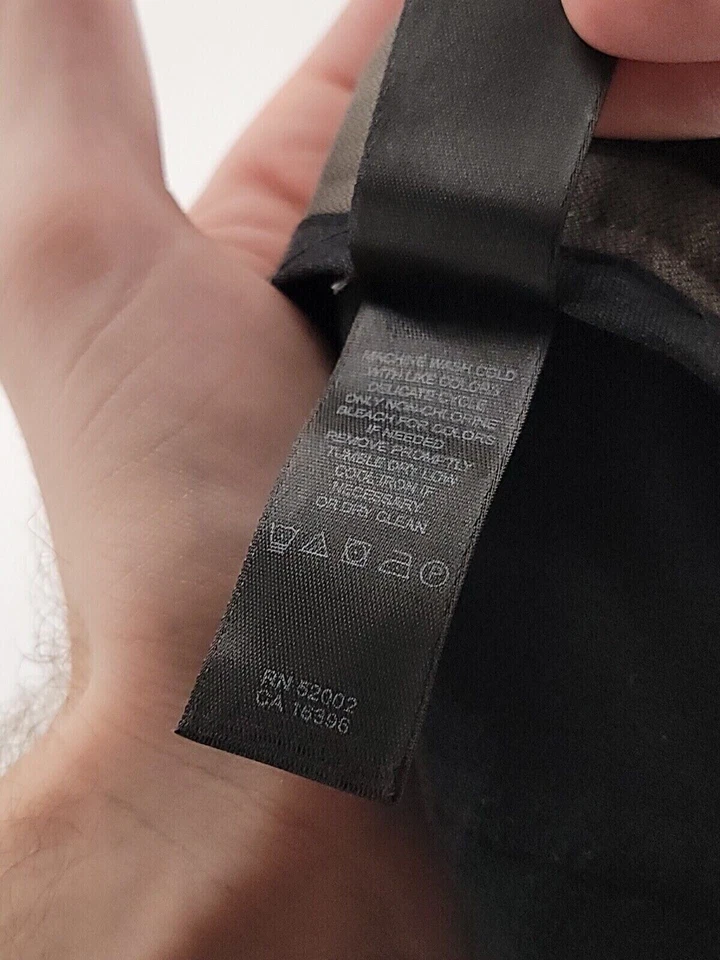 MACHINE WASH COLD
WITH LIKE COLORS
DELICATE CYCLE
ONLY NON-CHLORINE
BLEACH FOR COLORS
IF NEEDED
REMOVE PROMPTLY
TUMBLE DRY LOW
COOL IRON IF
NECESSARY
OR DRY CLEAN
P
RN 52002
CA 16396